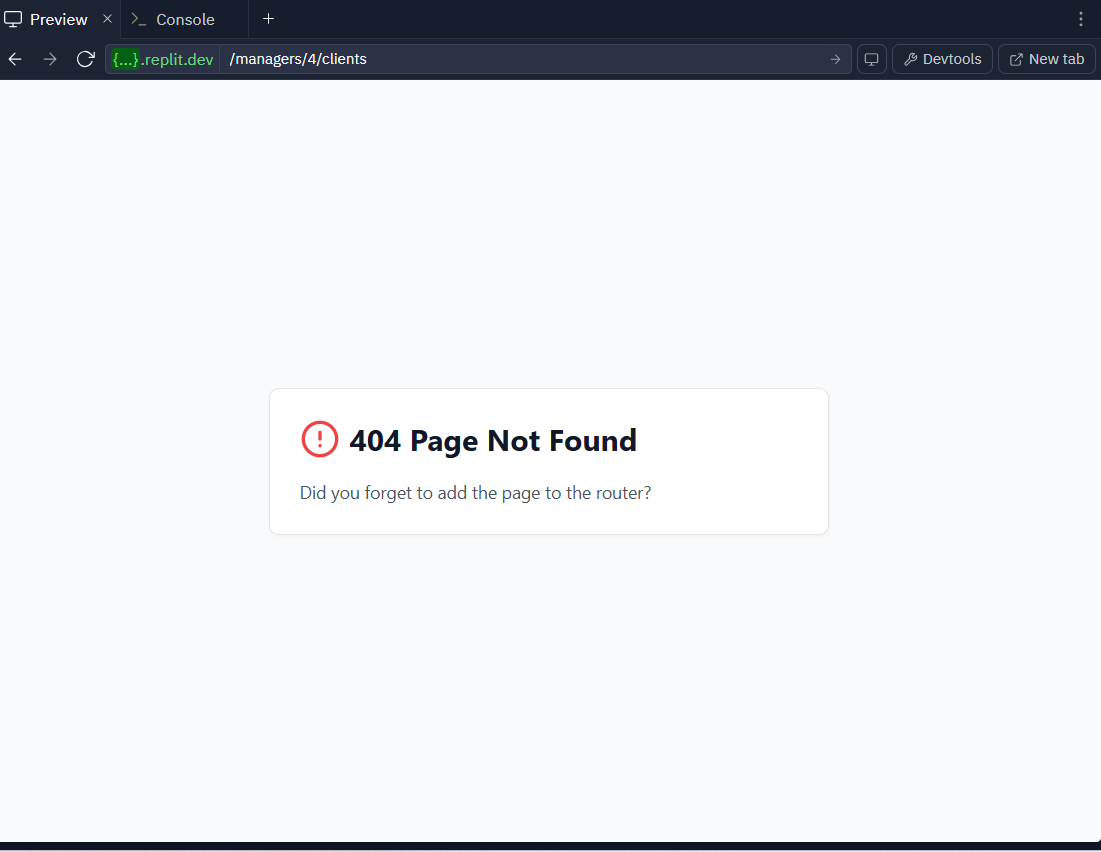 Preview
Console
{...}.replit.dev /managers/4/clients
Devtools
New tab
404 Page Not Found
Did you forget to add the page to the router?